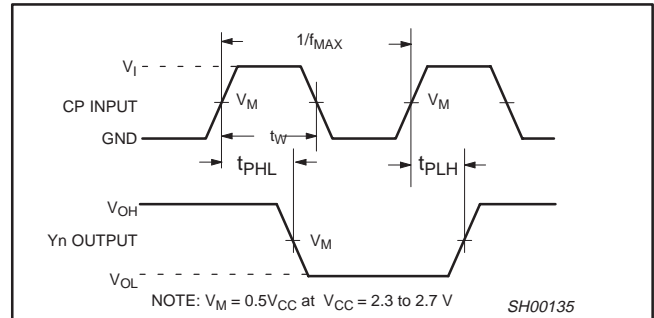 1/fMAX
VI
CP INPUT
VM
VM
GND
tW
tPHL
tPLH
VOH
Yn OUTPUT
VM
VOL
NOTE: VM = 0.5VCC at VCC = 2.3 to 2.7 V
SH00135